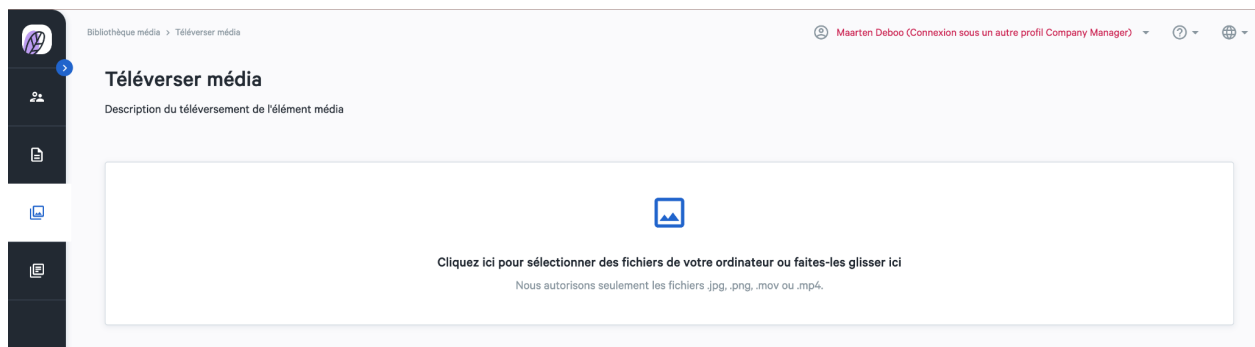 Bibliothèque média > Téléverser média
Maarten Deboo (Connexion sous un autre profil Company Manager)
Téléverser média
Description du téléversement de l'élément média
Cliquez ici pour sélectionner des fichiers de votre ordinateur ou faites-les glisser ici
Nous autorisons seulement les fichiers .jpg, .png, .mov ou .mp4.